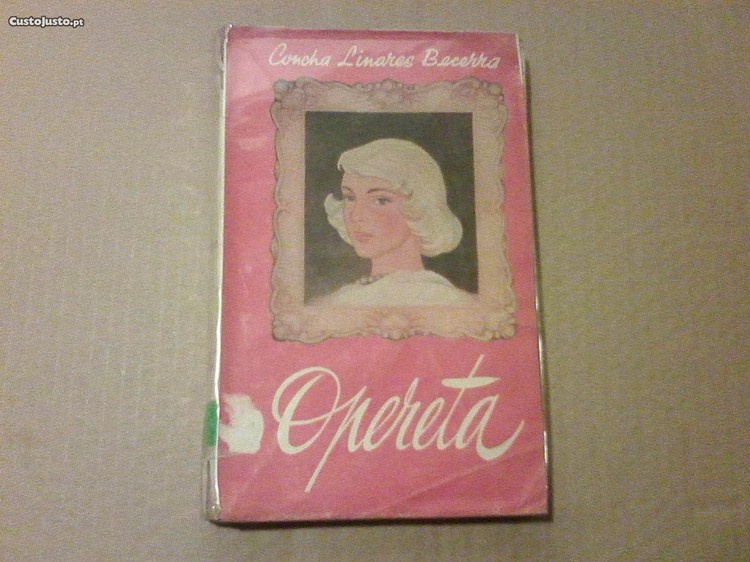 CustoJusto.pt
Concha Linares Becerra
Opereta